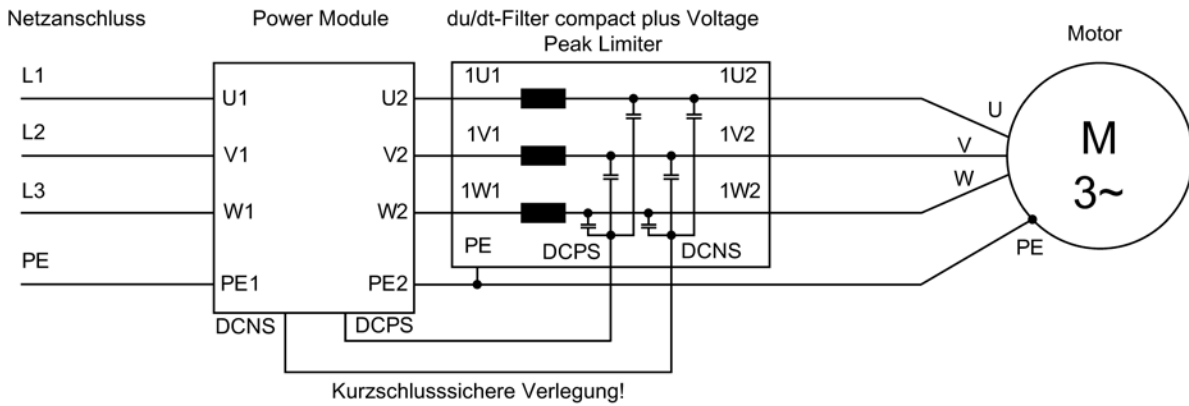 Netzanschluss
Power Module
du/dt-Filter compact plus Voltage
Peak Limiter
Motor
L1
U1
U2
1U1
1U2
U
L2
V1
V2
1V1
1V2
V
M
3~
L3
W1
W2
1W1
1W2
W
PE
PE1
PE2
PE
DCPS
DCNS
PE
DCNS
DCPS
Kurzschlusssichere Verlegung!